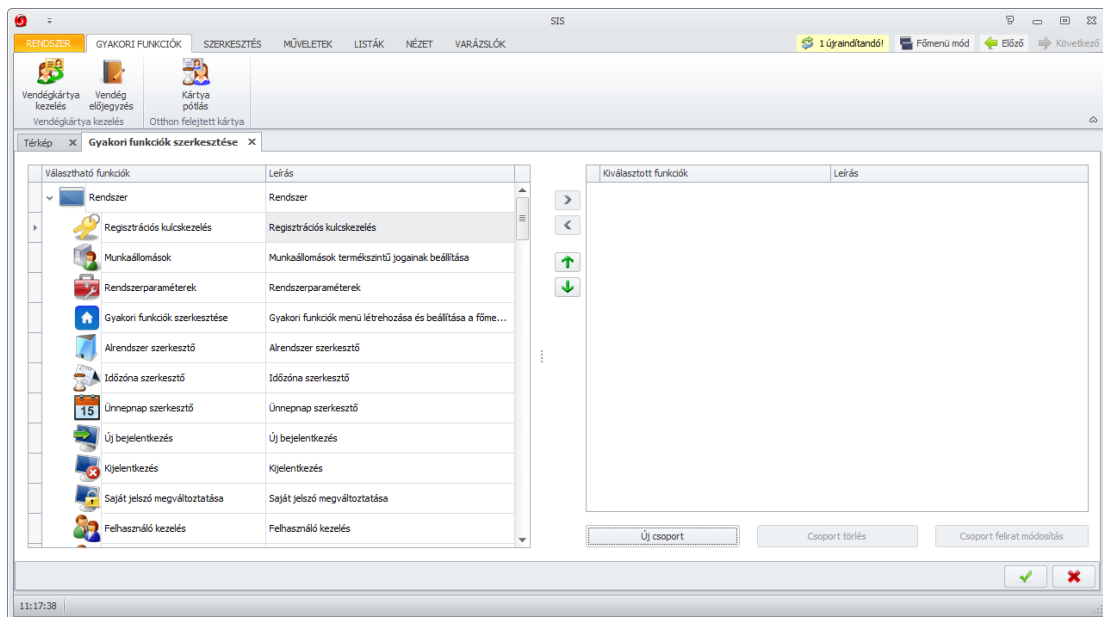 SIS
RENDSZER GYAKORI FUNKCIÓK SZERKESZTÉS MŰVELETEK LISTÁK NÉZET VARÁZSLÓK 1 újraindítandó! Főmenü mód Előző Következő
Vendégkártya kezelés
Vendég előjegyzés
Kártya pótlás
Vendégkártya kezelés Otthon felejtett kártya
Térkép Gyakori funkciók szerkesztése
Választható funkciók Leírás Kiválasztott funkciók Leírás
Rendszer Rendszer
Regisztrációs kulcskezelés Regisztrációs kulcskezelés
Munkaállomások Munkaállomások termékszintű jogainak beállítása
Rendszerparaméterek Rendszerparaméterek
Gyakori funkciók szerkesztése Gyakori funkciók menü létrehozása és beállítása a főme...
Alrendszer szerkesztő Alrendszer szerkesztő
Időzóna szerkesztő Időzóna szerkesztő
15 Ünnepnap szerkesztő Ünnepnap szerkesztő
Új bejelentkezés Új bejelentkezés
Kijelentkezés Kijelentkezés
Saját jelszó megváltoztatása Saját jelszó megváltoztatása
Felhasználó kezelés Felhasználó kezelés
Új csoport Csoport törlés Csoport felirat módosítás
11:17:38